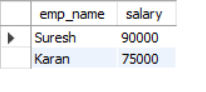 emp_name salary
Suresh 90000
Karan 75000